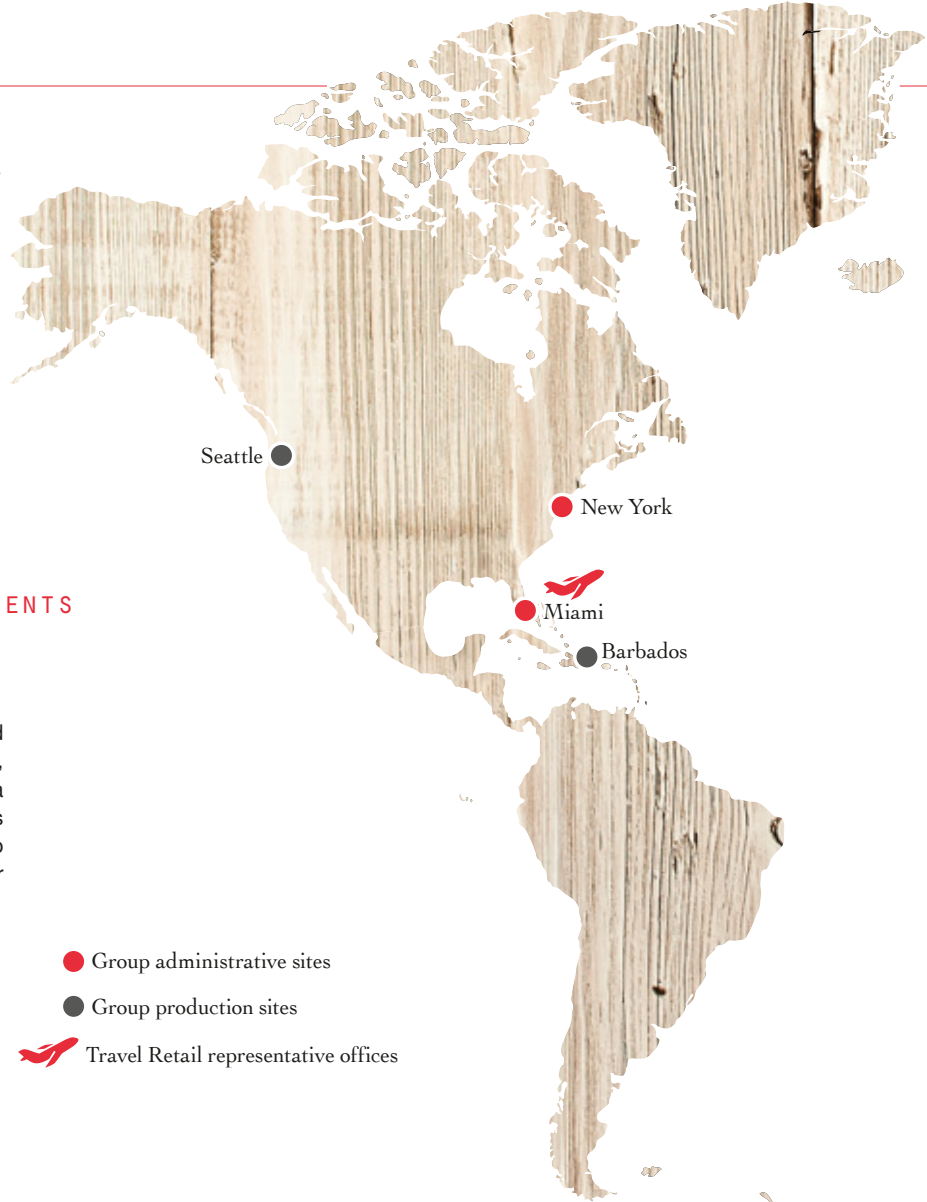 Seattle
New York
ENTS
Miami
Barbados
d
,
a
s
o
r
Group administrative sites
Group production sites
Travel Retail representative offices